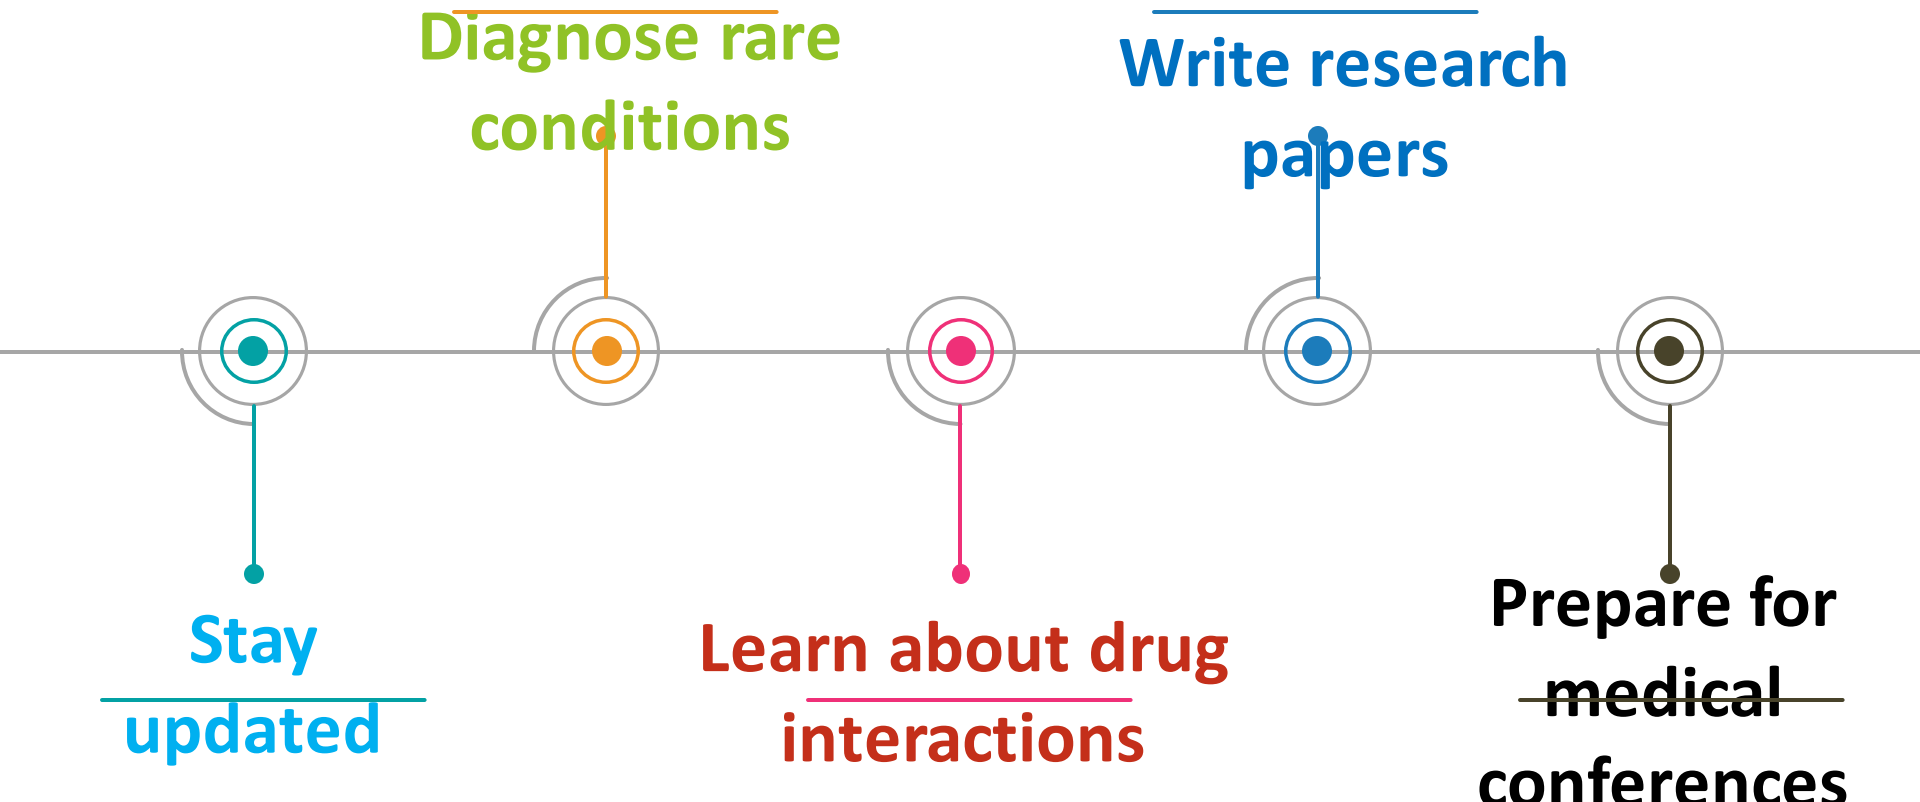 Diagnose rare
conditions
Write research
papers
Stay
updated
Learn about drug
interactions
Prepare for
medical
conferences